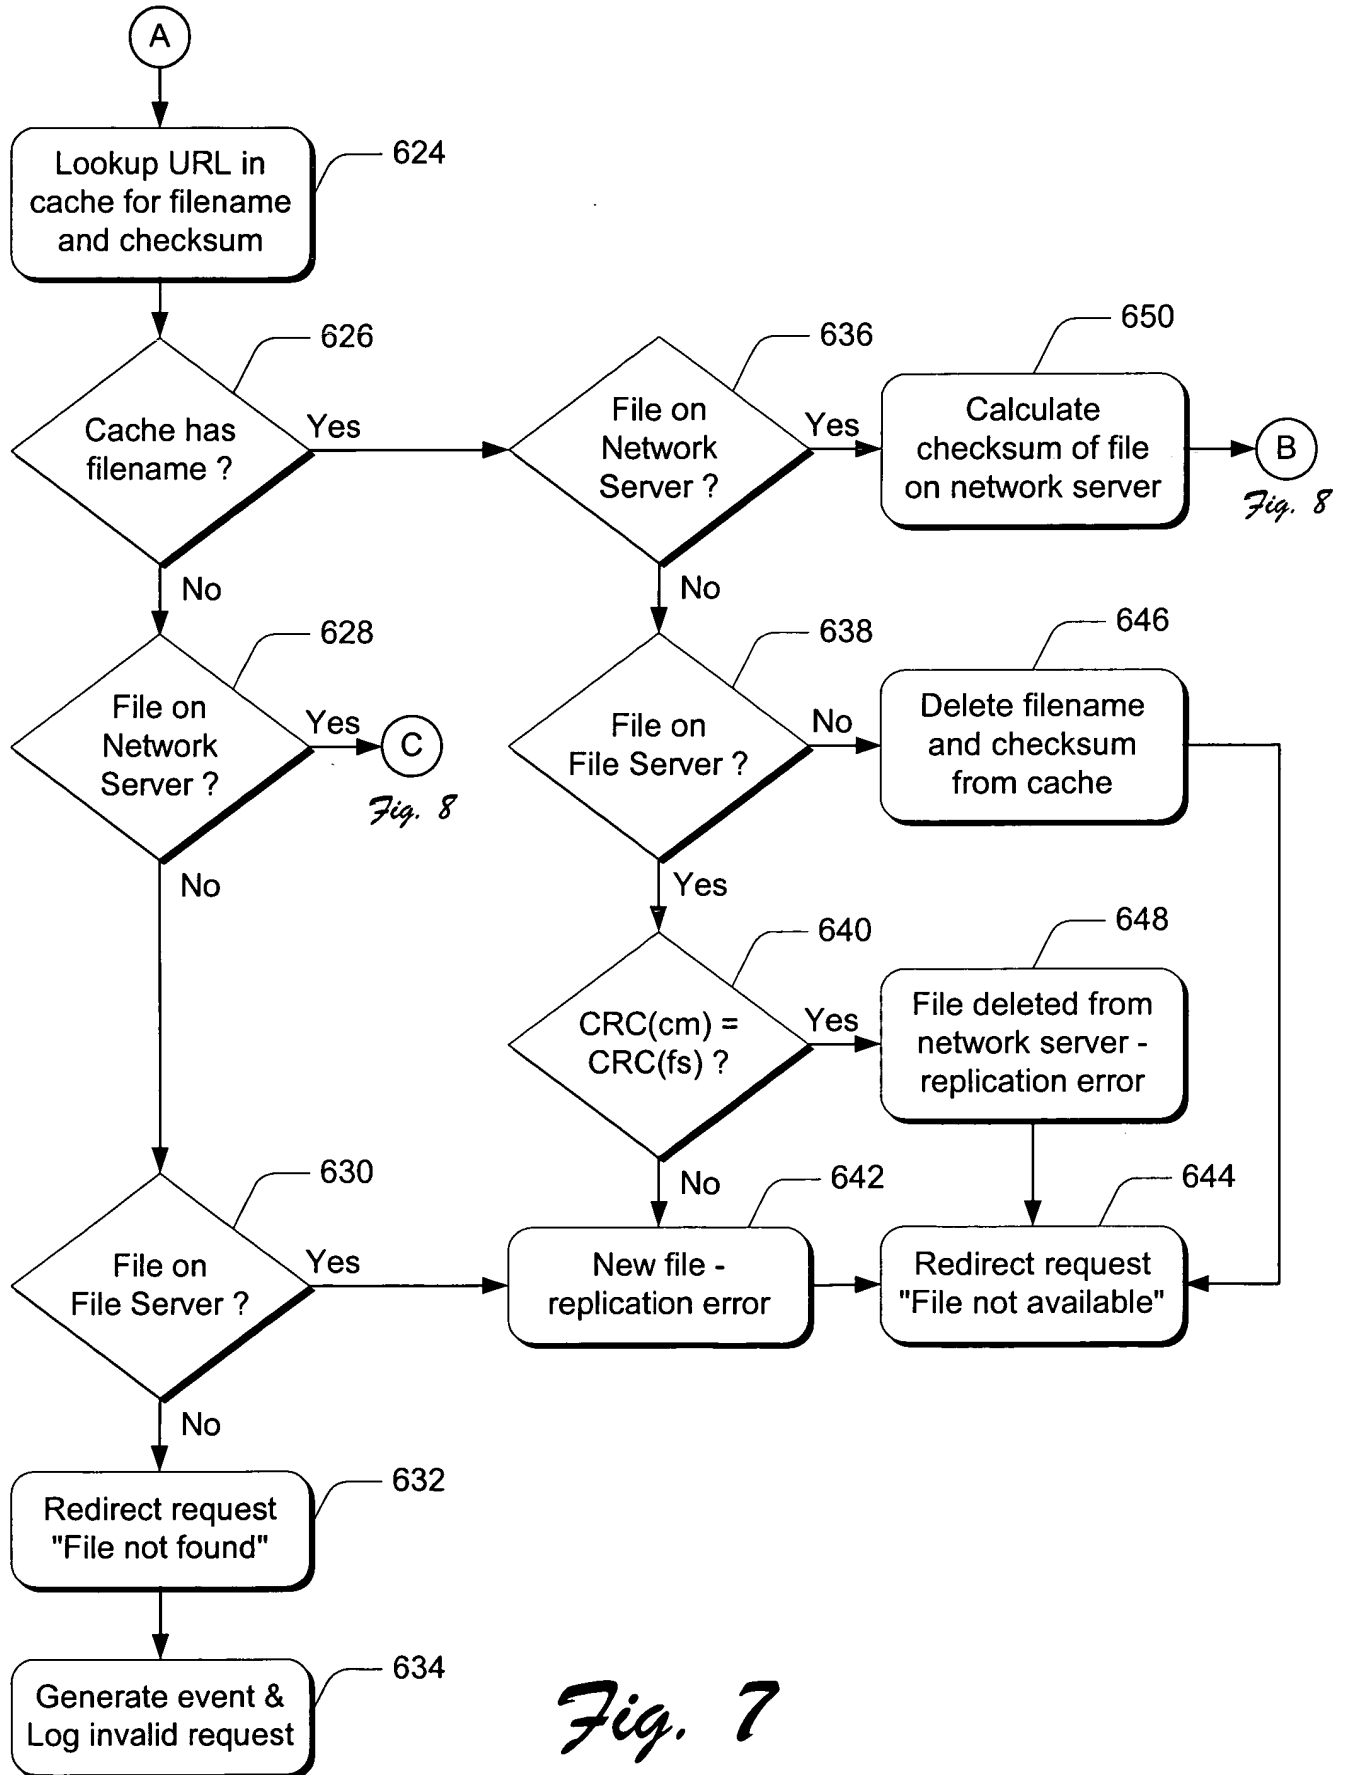 A
Lookup URL in
cache for filename
and checksum
624
626
Cache has
filename ?
Yes
No
636
File on
Network
Server ?
Yes
No
650
Calculate
checksum of file
on network server
B
Fig. 8
628
File on
Network
Server ?
Yes
C
Fig. 8
No
638
File on
File Server ?
No
Yes
646
Delete filename
and checksum
from cache
640
CRC(cm) =
CRC(fs) ?
Yes
No
648
File deleted from
network server -
replication error
630
File on
File Server ?
Yes
No
642
New file -
replication error
644
Redirect request
"File not available"
632
Redirect request
"File not found"
634
Generate event &
Log invalid request
Fig. 7